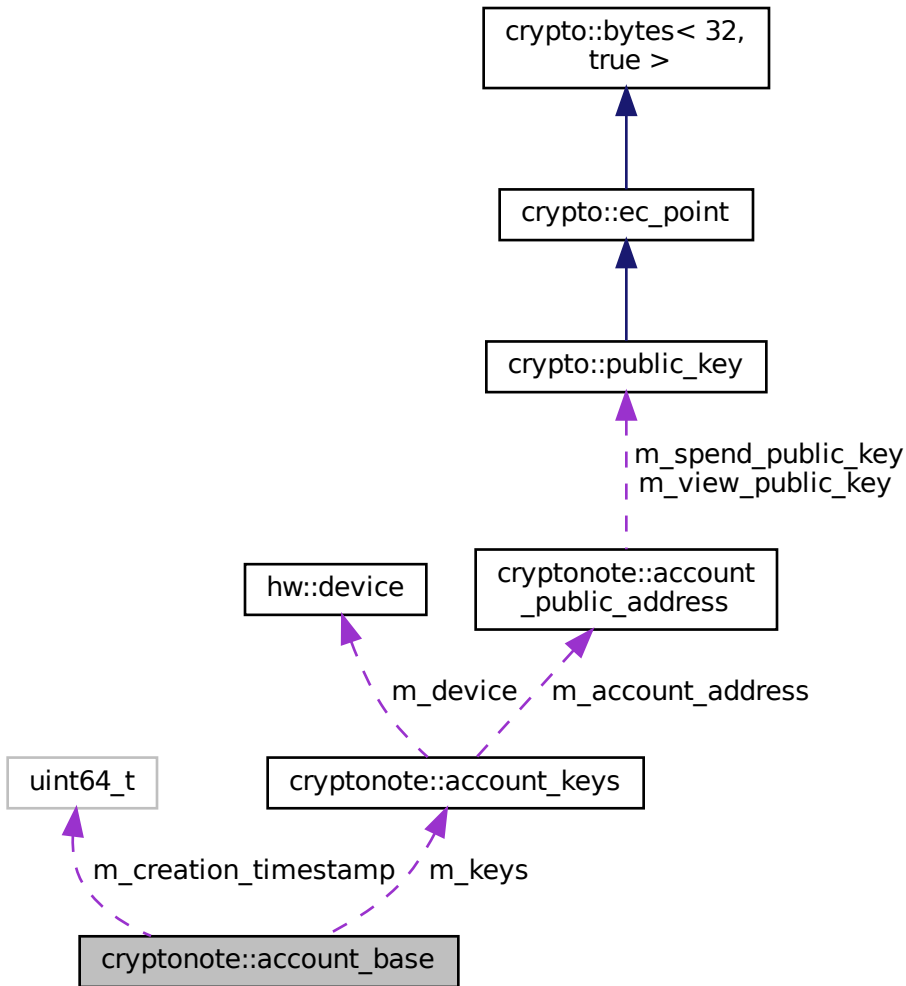 crypto::bytes< 32,
true >
crypto::ec_point
crypto::public_key
m_spend_public_key
m_view_public_key
hw::device
cryptonote::account
_public_address
m_device
m_account_address
uint64_t
cryptonote::account_keys
m_creation_timestamp
m_keys
cryptonote::account_base